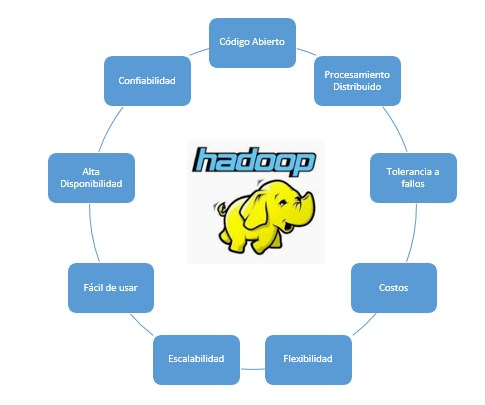 Código Abierto
Procesamiento
Distribuido
Tolerancia a
fallos
Costos
Flexibilidad
Escalabilidad
Fácil de usar
Alta
Disponibilidad
Confiabilidad
hadoop